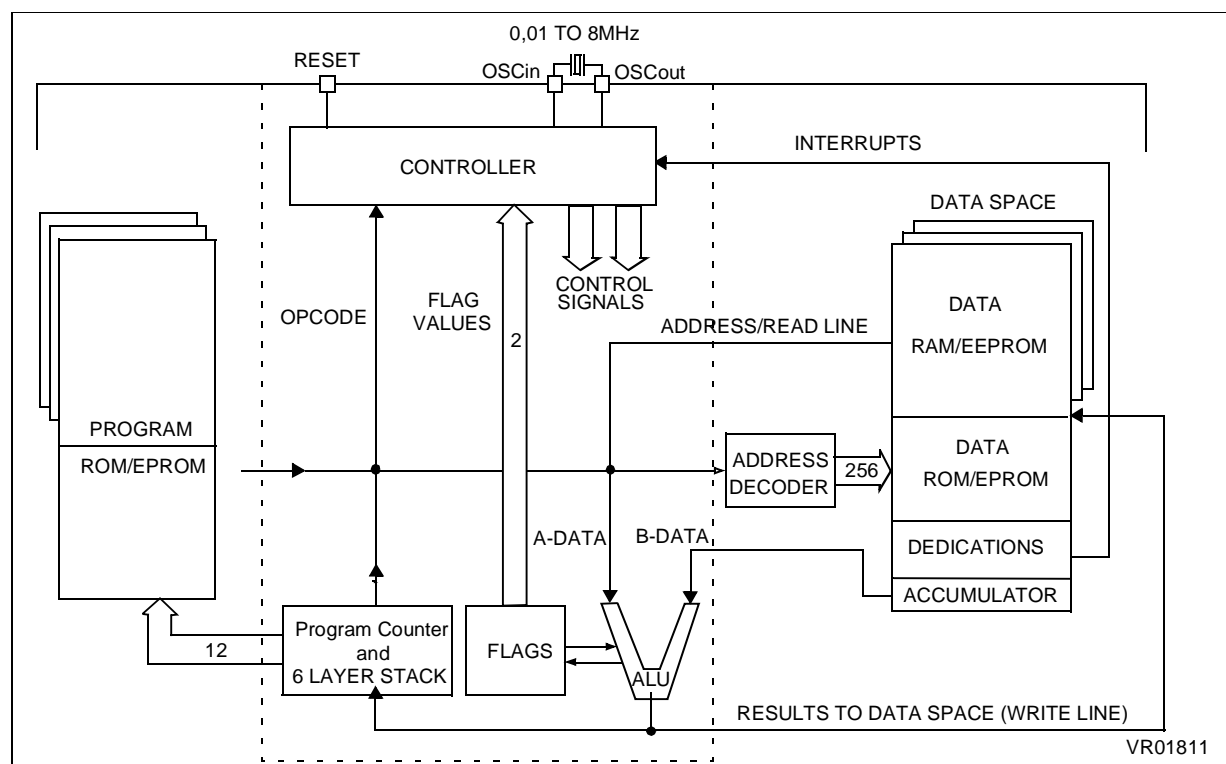 0,01 TO 8MHz
RESET
OSCin
OSCout
INTERRUPTS
CONTROLLER
DATA SPACE
CONTROL
SIGNALS
FLAG
VALUES
OPCODE
2
DATA
RAM/EEPROM
ADDRESS/READ LINE
PROGRAM
ROM/EPROM
ADDRESS
DECODER
256
DATA
ROM/EPROM
A-DATA
B-DATA
DEDICATIONS
ACCUMULATOR
12
Program Counter
and
6 LAYER STACK
FLAGS
ALU
RESULTS TO DATA SPACE (WRITE LINE)
VR01811